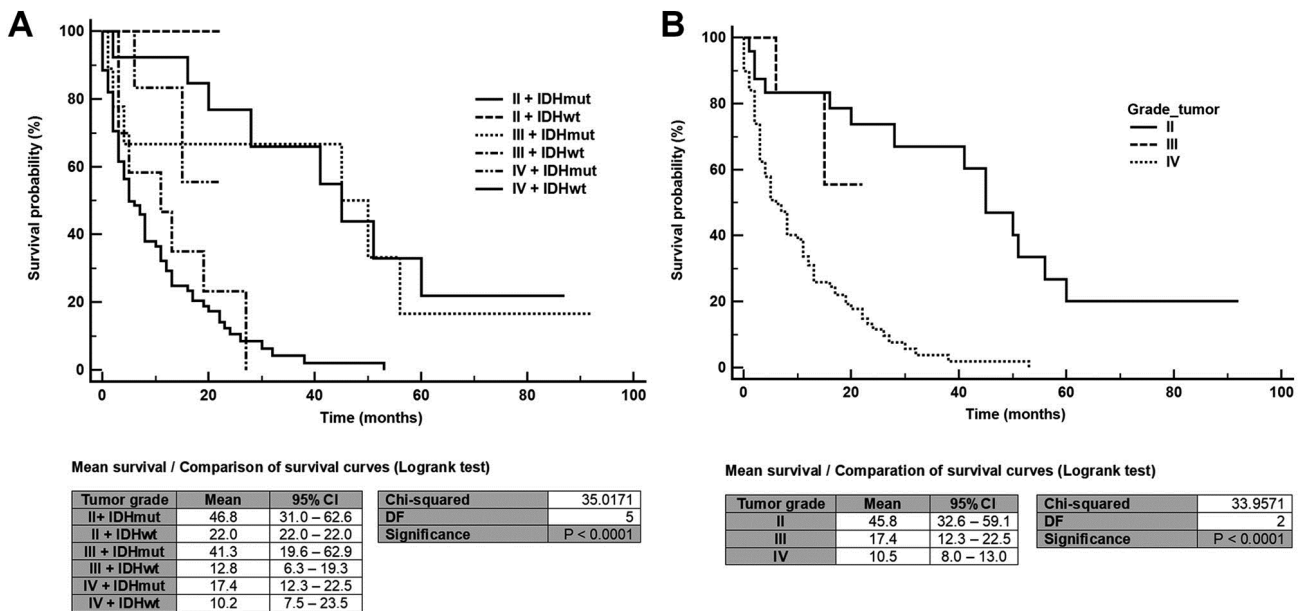 A
100
80
60
40
20
0
Survival probability (%)
0 20 40 60 80 100
Time (months)
II + IDHmut
II + IDHwt
III + IDHmut
III + IDHwt
IV + IDHmut
IV + IDHwt
Mean survival / Comparison of survival curves (Logrank test)
Tumor grade Mean 95% CI
II+ IDHmut 46.8 31.0 – 62.6
II + IDHwt 22.0 22.0 – 22.0
III + IDHmut 41.3 19.6 – 62.9
III + IDHwt 12.8 6.3 – 19.3
IV + IDHmut 17.4 12.3 – 22.5
IV + IDHwt 10.2 7.5 – 23.5
Chi-squared 35.0171
DF 5
Significance P < 0.0001
B
100
80
60
40
20
0
Survival probability (%)
0 20 40 60 80 100
Time (months)
Grade_tumor
II
III
IV
Mean survival / Comparation of survival curves (Logrank test)
Tumor grade Mean 95% CI
II 45.8 32.6 – 59.1
III 17.4 12.3 – 22.5
IV 10.5 8.0 – 13.0
Chi-squared 33.9571
DF 2
Significance P < 0.0001